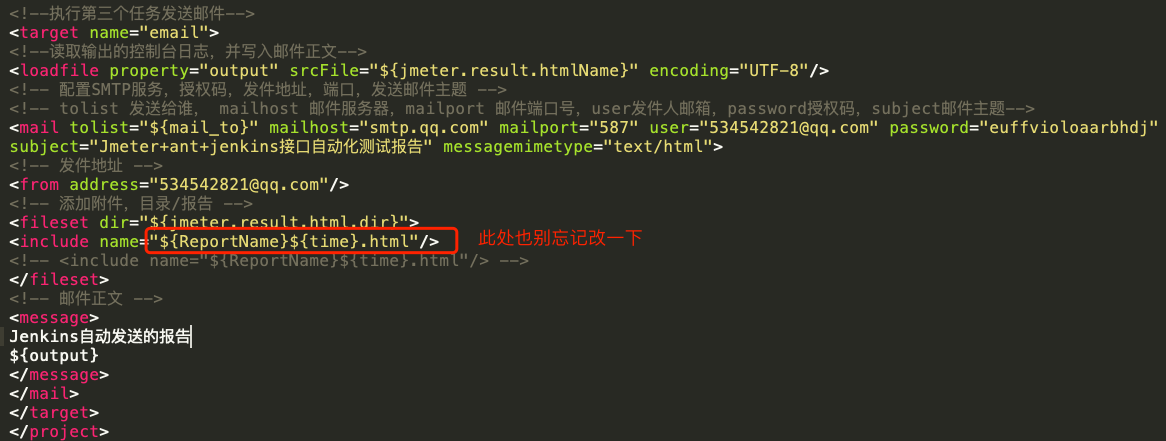 <!--执行第三个任务发送邮件-->
<target name="email">
<!--读取输出的控制台日志，并写入邮件正文-->
<loadfile property="output" srcFile="${jmeter.result.htmlName}" encoding="UTF-8"/>
<!-- 配置SMTP服务，授权码，发件地址，端口，发送邮件主题 -->
<!-- tolist 发送给谁， mailhost 邮件服务器，mailport 邮件端口号，user发件人邮箱，password授权码，subject邮件主题-->
<mail tolist="${mail_to}" mailhost="smtp.qq.com" mailport="587" user="534542821@qq.com" password="euffvioloaarbhdj"
subject="Jmeter+ant+jenkins接口自动化测试报告" messagemimetype="text/html">
<!-- 发件地址 -->
<from address="534542821@qq.com"/>
<!-- 添加附件，目录/报告 -->
<fileset dir="${jmeter.result.html.dir}">
<include name="${ReportName}${time}.html"/> 此处也别忘记改一下
<!-- <include name="${ReportName}${time}.html"/> -->
</fileset>
<!-- 邮件正文 -->
<message>
Jenkins自动发送的报告
${output}
</message>
</mail>
</target>
</project>